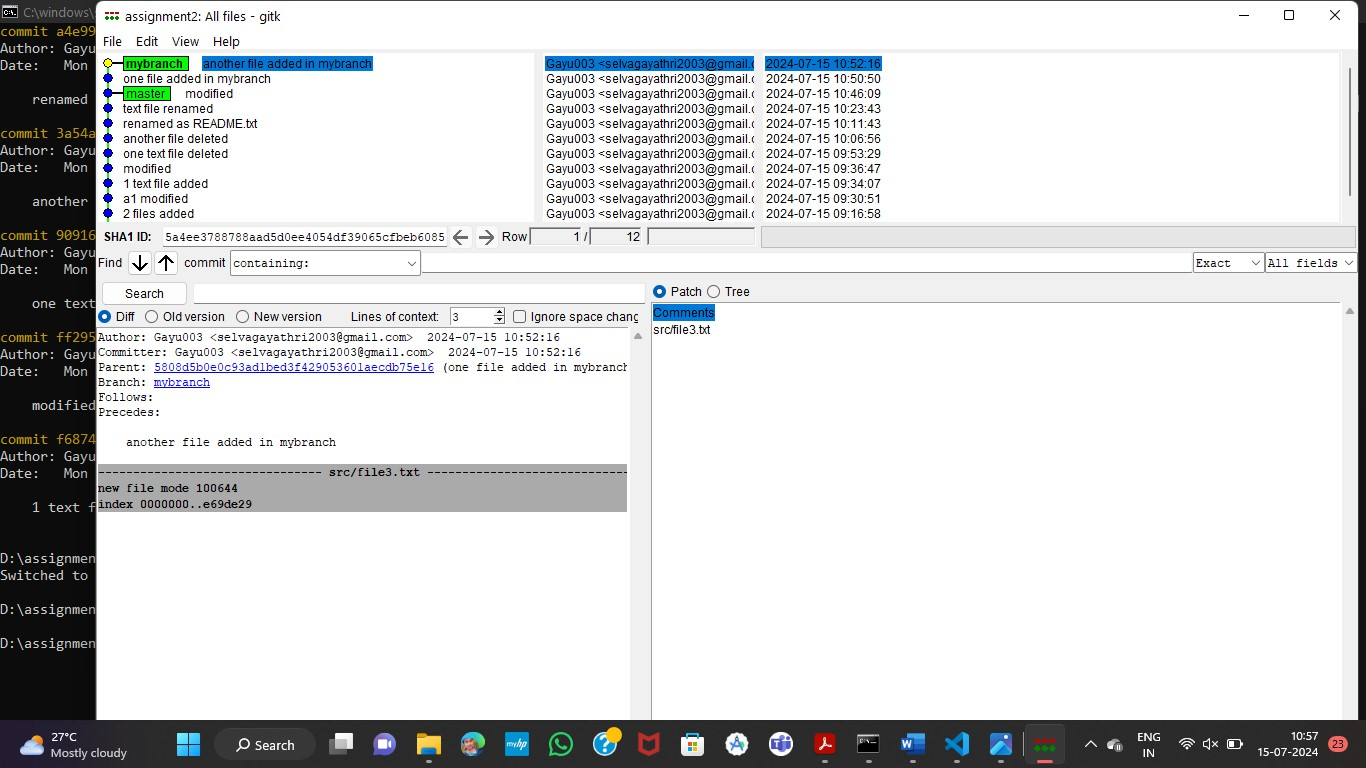 C:\windows\
assignment2: All files - gitk
File Edit View Help
commit a4e99
Author: Gayu
Date: Mon
renamed
commit 3a54a
Author: Gayu
Date: Mon
another
commit 90916
Author: Gayu
Date: Mon
one text
commit ff295
Author: Gayu
Date: Mon
modified
commit f6874
Author: Gayu
Date: Mon
1 text f
D:\assignmen
Switched to
D:\assignmen
D:\assignmen
mybranch another file added in mybranch Gayu003 <selvagayathri2003@gmail.c 2024-07-15 10:52:16
one file added in mybranch Gayu003 <selvagayathri2003@gmail.c 2024-07-15 10:50:50
master modified Gayu003 <selvagayathri2003@gmail.c 2024-07-15 10:46:09
text file renamed Gayu003 <selvagayathri2003@gmail.c 2024-07-15 10:23:43
renamed as README.txt Gayu003 <selvagayathri2003@gmail.c 2024-07-15 10:11:43
another file deleted Gayu003 <selvagayathri2003@gmail.c 2024-07-15 10:06:56
one text file deleted Gayu003 <selvagayathri2003@gmail.c 2024-07-15 09:53:29
modified Gayu003 <selvagayathri2003@gmail.c 2024-07-15 09:36:47
1 text file added Gayu003 <selvagayathri2003@gmail.c 2024-07-15 09:34:07
a1 modified Gayu003 <selvagayathri2003@gmail.c 2024-07-15 09:30:51
2 files added Gayu003 <selvagayathri2003@gmail.c 2024-07-15 09:16:58
SHA1 ID: 5a4ee3788788aad5d0ee4054df39065cfbeb6085 Row 1 / 12
Find commit containing: Exact All fields
Search
Patch Tree
Diff Old version New version Lines of context: 3 Ignore space chang
Comments
src/file3.txt
Author: Gayu003 <selvagayathri2003@gmail.com> 2024-07-15 10:52:16
Committer: Gayu003 <selvagayathri2003@gmail.com> 2024-07-15 10:52:16
Parent: 5808d5b0e0c93ad1bed3f429053601aecdb75e16 (one file added in mybranch
Branch: mybranch
Follows:
Precedes:
another file added in mybranch
-------------------------------- src/file3.txt -----------------------------
new file mode 100644
index 0000000..e69de29
27°C
Mostly cloudy
Search
myhp
ENG
IN
10:57
15-07-2024
23